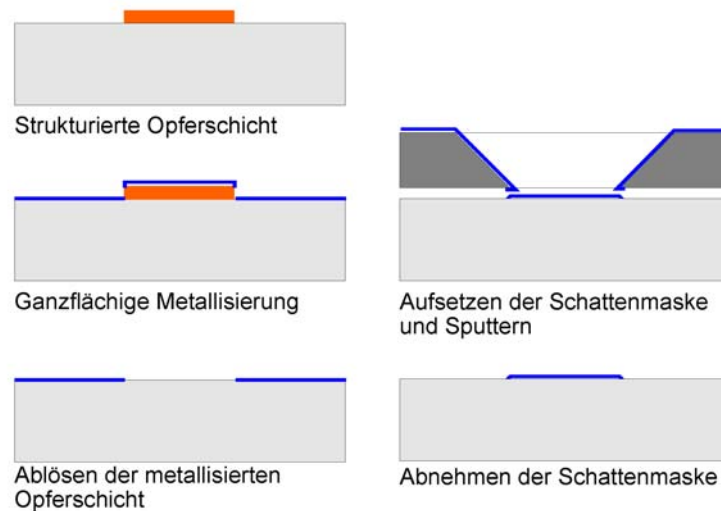 Strukturierte Opferschicht
Ganzflächige Metallisierung
Ablösen der metallisierten
Opferschicht
Aufsetzen der Schattenmaske
und Sputtern
Abnehmen der Schattenmaske